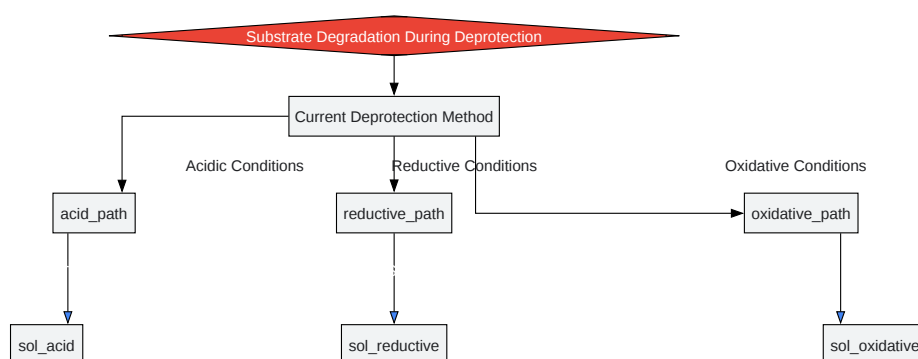 Substrate Degradation During Deprotection
Current Deprotection Method
Acidic Conditions
Reductive Conditions
Oxidative Conditions
acid_path
reductive_path
oxidative_path
sol_acid
sol_reductive
sol_oxidative